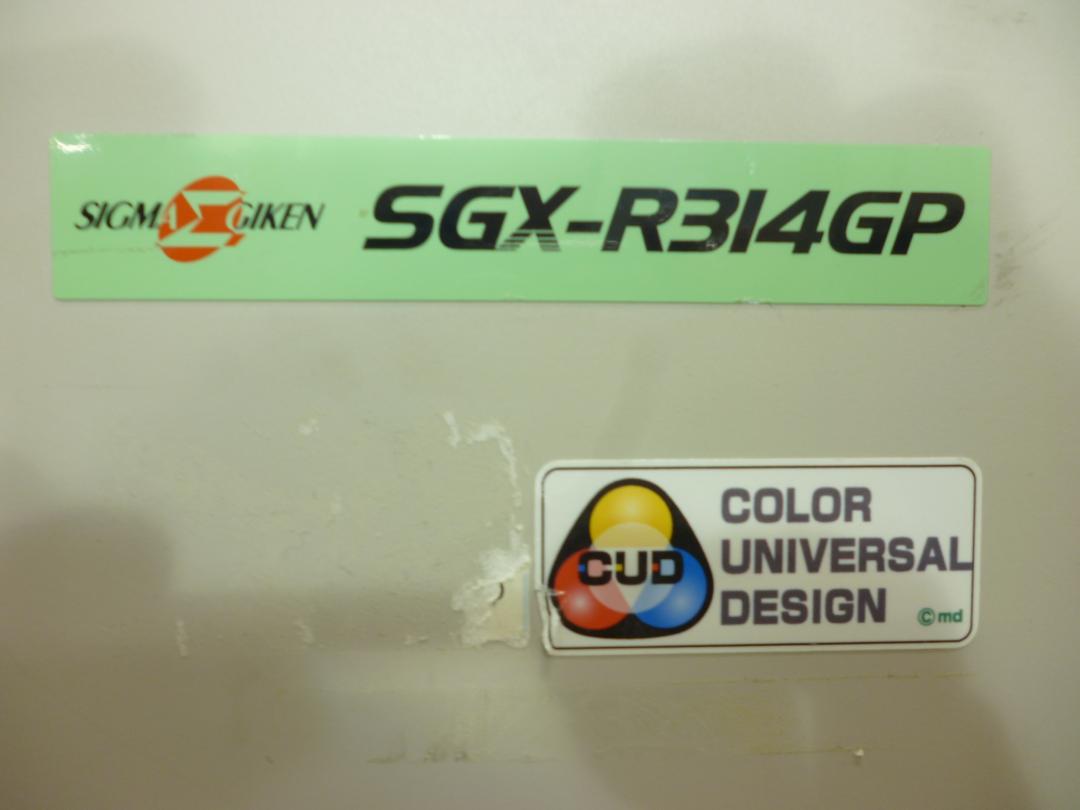 SIGMA GIKEN SGX-R314GP
CUD
COLOR
UNIVERSAL
DESIGN
©md